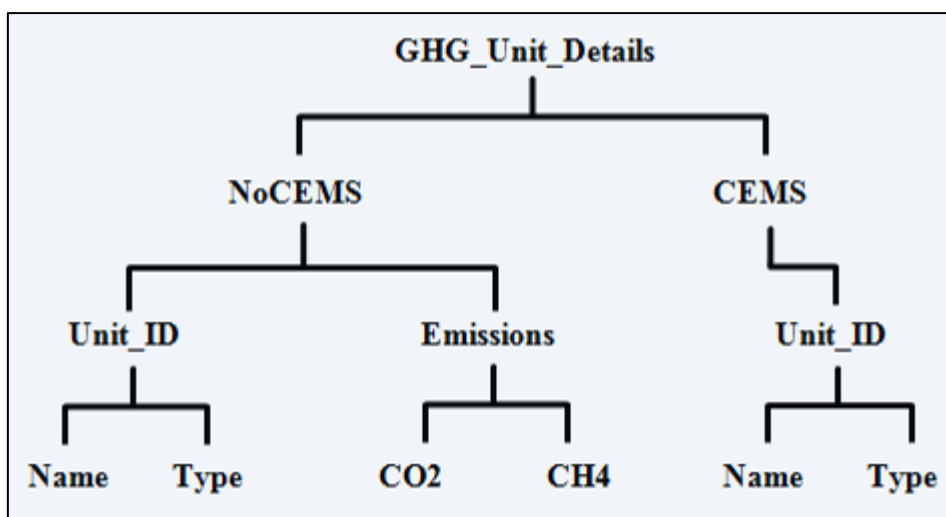 GHG_Unit_Details
NoCEMS CEMS
Unit_ID Emissions Unit_ID
Name Type CO2 CH4 Name Type